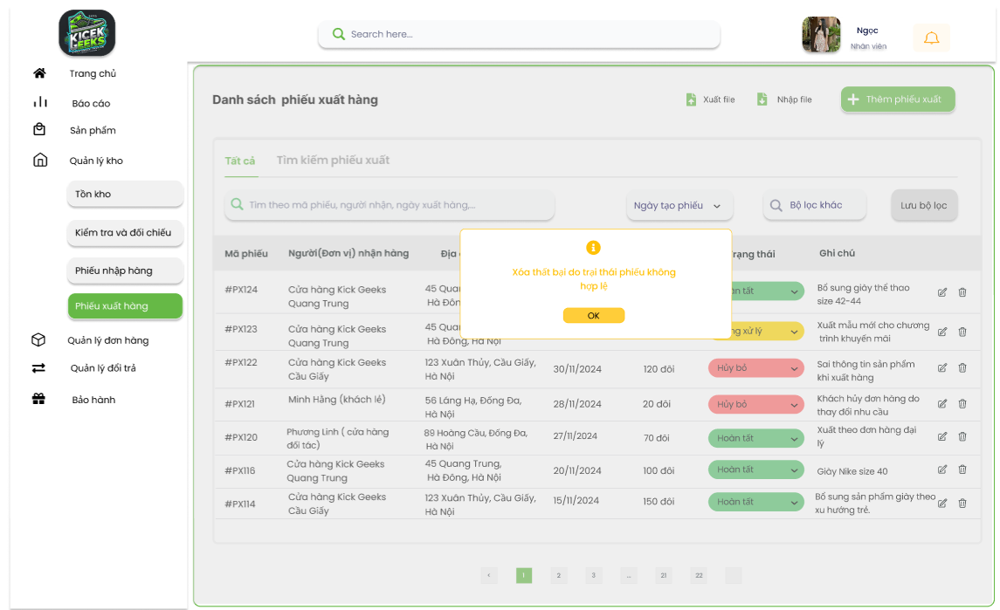 KICEK
GEEKS
Search here...
Ngọc
Nhân viên
Trang chủ
Báo cáo
Sản phẩm
Quản lý kho
Tồn kho
Kiểm tra và đối chiếu
Phiếu nhập hàng
Phiếu xuất hàng
Quản lý đơn hàng
Quản lý đổi trả
Bảo hành
Danh sách phiếu xuất hàng
Xuất file
Nhập file
Thêm phiếu xuất
Tất cả
Tìm kiếm phiếu xuất
Tìm theo mã phiếu, người nhận, ngày xuất hàng,...
Ngày tạo phiếu
Bộ lọc khác
Lưu bộ lọc
Mã phiếu
Người(Đơn vị) nhận hàng
Địa
rạng thái
Ghi chú
Xóa thất bại do trại thái phiếu không
hợp lệ
OK
#PX124
Cửa hàng Kick Geeks
Quang Trung
45 Quan
Hà Đôn
àn tất
Bổ sung giày thể thao
size 42-44
#PX123
Cửa hàng Kick Geeks
Quang Trung
45 Quan
Hà Đông, Hà Nội
ng xử lý
Xuất mẫu mới cho chương
trình khuyến mãi
#PX122
Cửa hàng Kick Geeks
Cầu Giấy
123 Xuân Thủy, Cầu Giấy,
Hà Nội
30/11/2024
120 đôi
Hủy bỏ
Sai thông tin sản phẩm
khi xuất hàng
#PX121
Minh Hằng (khách lẻ)
56 Láng Hạ, Đống Đa,
Hà Nội
28/11/2024
20 đôi
Hủy bỏ
Khách hủy đơn hàng do
thay đổi nhu cầu
#PX120
Phương Linh ( cửa hàng
đối tác)
89 Hoàng Cầu, Đống Đa,
Hà Nội
27/11/2024
70 đôi
Hoàn tất
Xuất theo đơn hàng đại
lý
#PX116
Cửa hàng Kick Geeks
Quang Trung
45 Quang Trung,
Hà Đông, Hà Nội
20/11/2024
100 đôi
Hoàn tất
Giày Nike size 40
#PX114
Cửa hàng Kick Geeks
Cầu Giấy
123 Xuân Thủy, Cầu Giấy,
Hà Nội
15/11/2024
150 đôi
Hoàn tất
Bổ sung sản phẩm giày theo
xu hướng trẻ.
‹ 1 2 3 ... 21 22